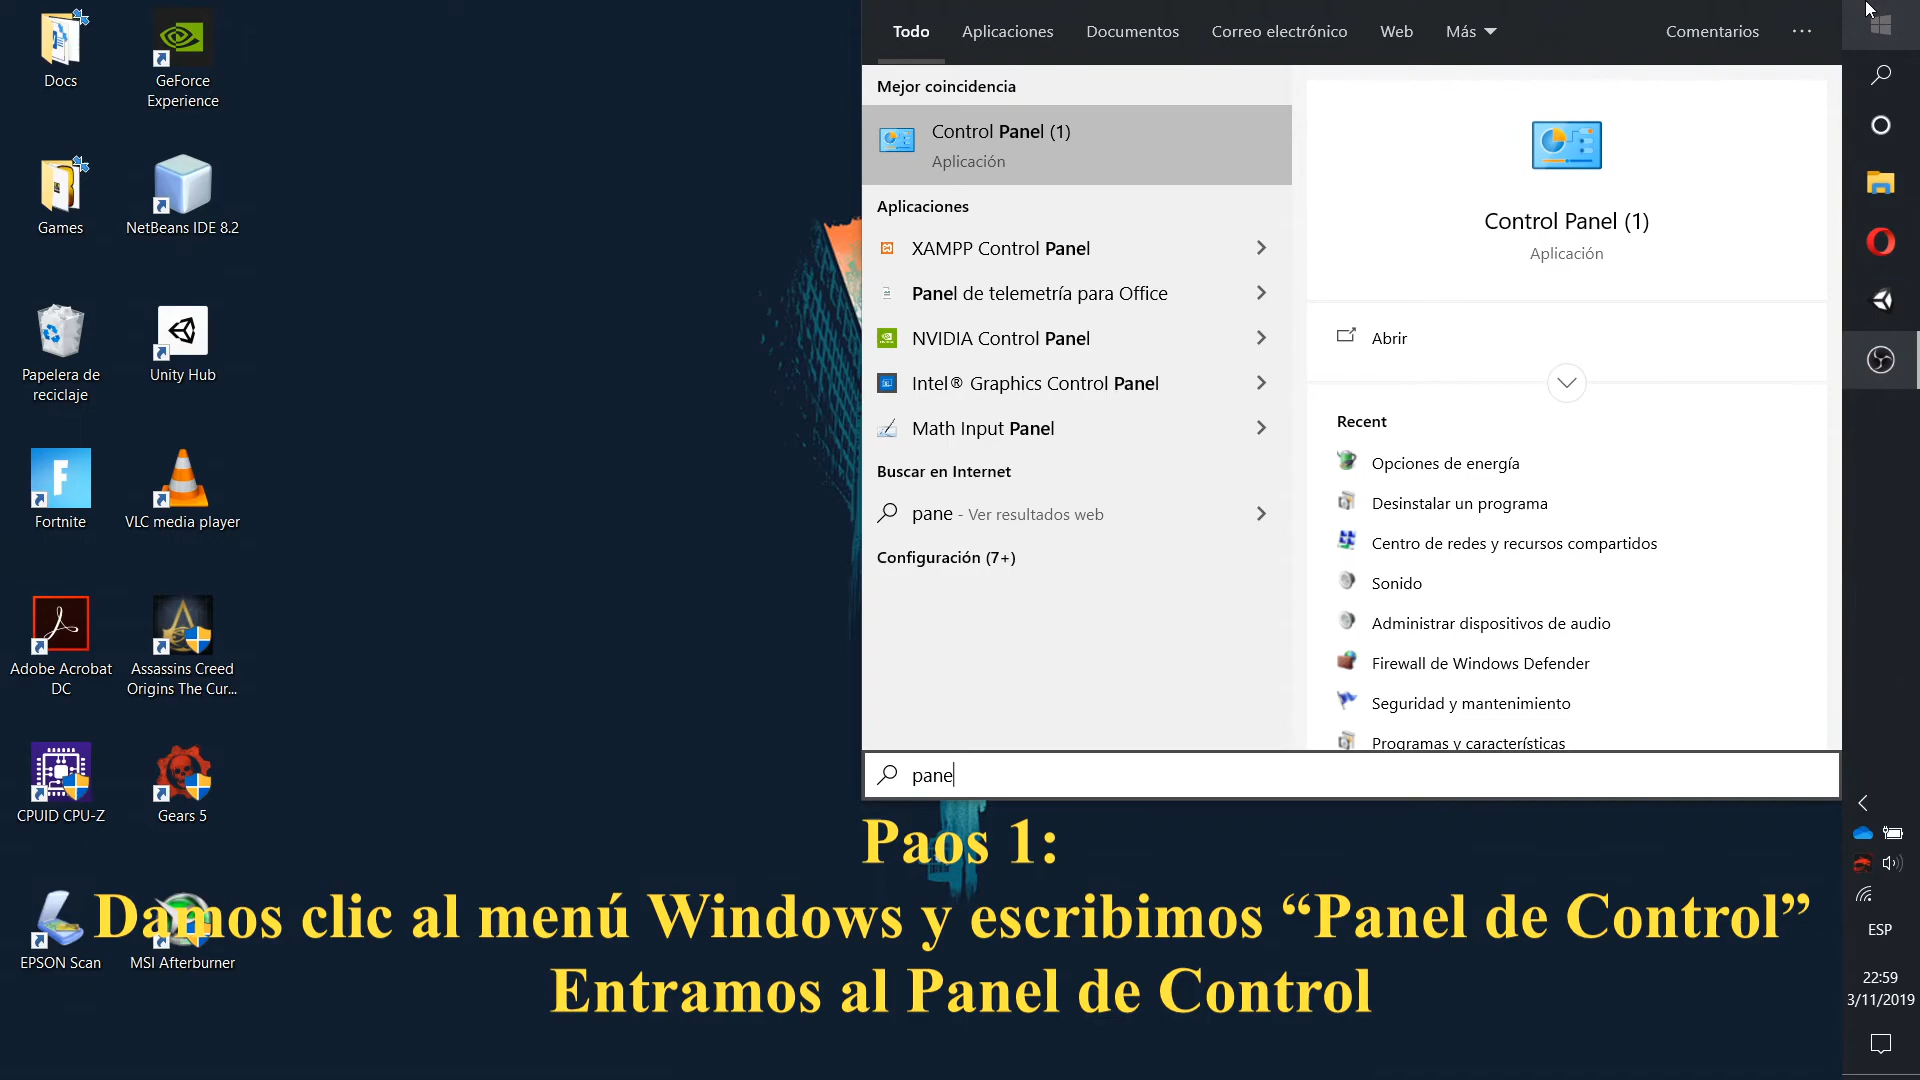 Docs
GeForce
Experience
Games
NetBeans IDE 8.2
Papelera de
reciclaje
Unity Hub
Fortnite
VLC media player
Adobe Acrobat
DC
Assassins Creed
Origins The Cur...
CPUID CPU-Z
Gears 5
EPSON Scan
MSI Afterburner
Todo Aplicaciones Documentos Correo electrónico Web Más Comentarios ...
Mejor coincidencia
Control Panel (1)
Aplicación
Aplicaciones
XAMPP Control Panel
Panel de telemetría para Office
NVIDIA Control Panel
Intel® Graphics Control Panel
Math Input Panel
Buscar en Internet
pane - Ver resultados web
Configuración (7+)
Control Panel (1)
Aplicación
Abrir
Recent
Opciones de energía
Desinstalar un programa
Centro de redes y recursos compartidos
Sonido
Administrar dispositivos de audio
Firewall de Windows Defender
Seguridad y mantenimiento
Programas y características
pane
Paos 1:
Damos clic al menú Windows y escribimos “Panel de Control”
Entramos al Panel de Control
ESP
22:59
3/11/2019